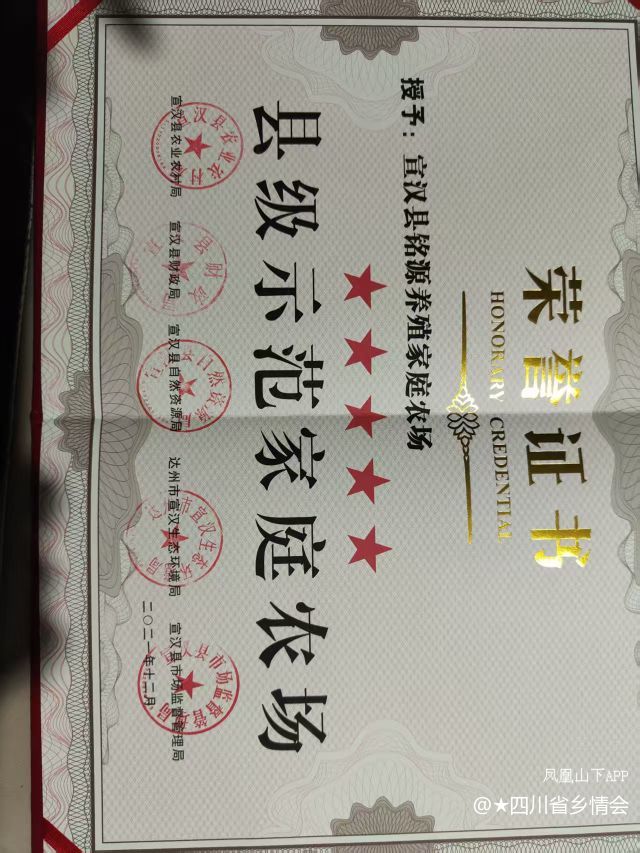 荣誉证书
HONORARY CREDENTIAL
授予：宣汉县铭源养殖家庭农场
县级示范家庭农场
宣汉县农业农村局 宣汉县财政局 宣汉县自然资源局 达州市宣汉生态环境局 宣汉县市场监督管理局
二〇二一年十二月
凤凰山下APP
@★四川省乡情会